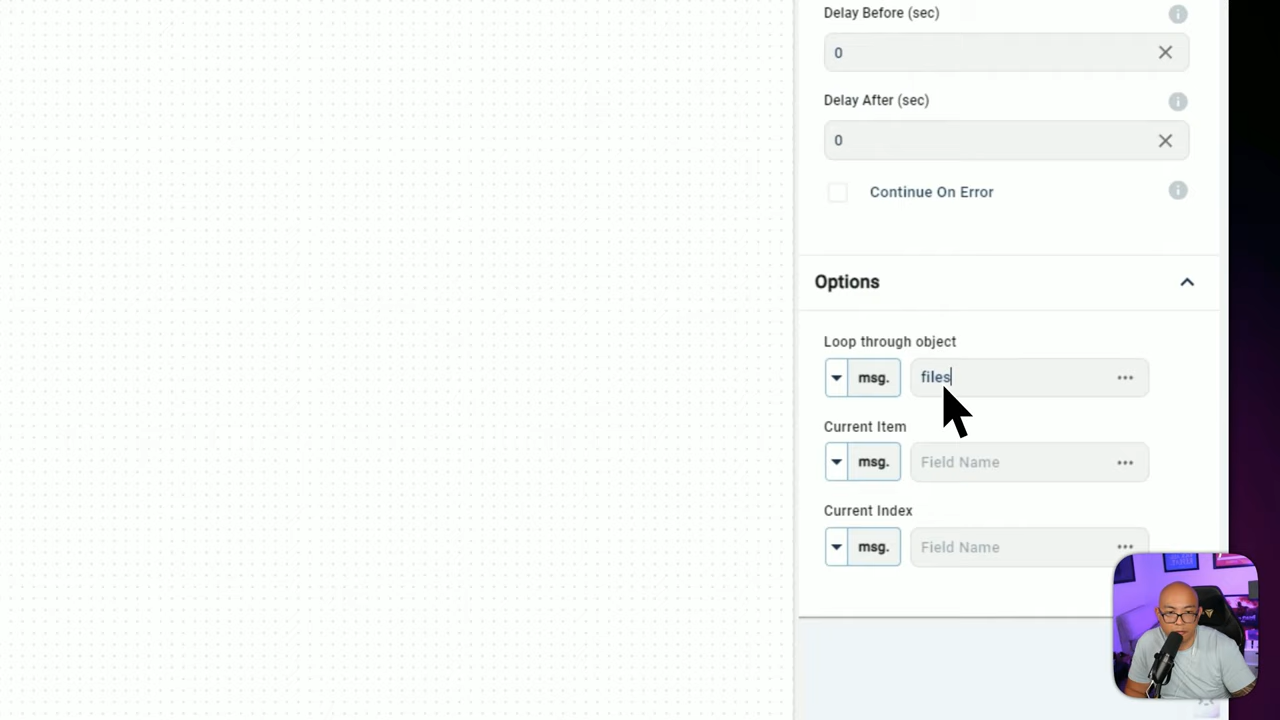 Delay Before (sec)
0
Delay After (sec)
0
Continue On Error
Options
Loop through object
msg. files
Current Item
msg. Field Name
Current Index
msg. Field Name